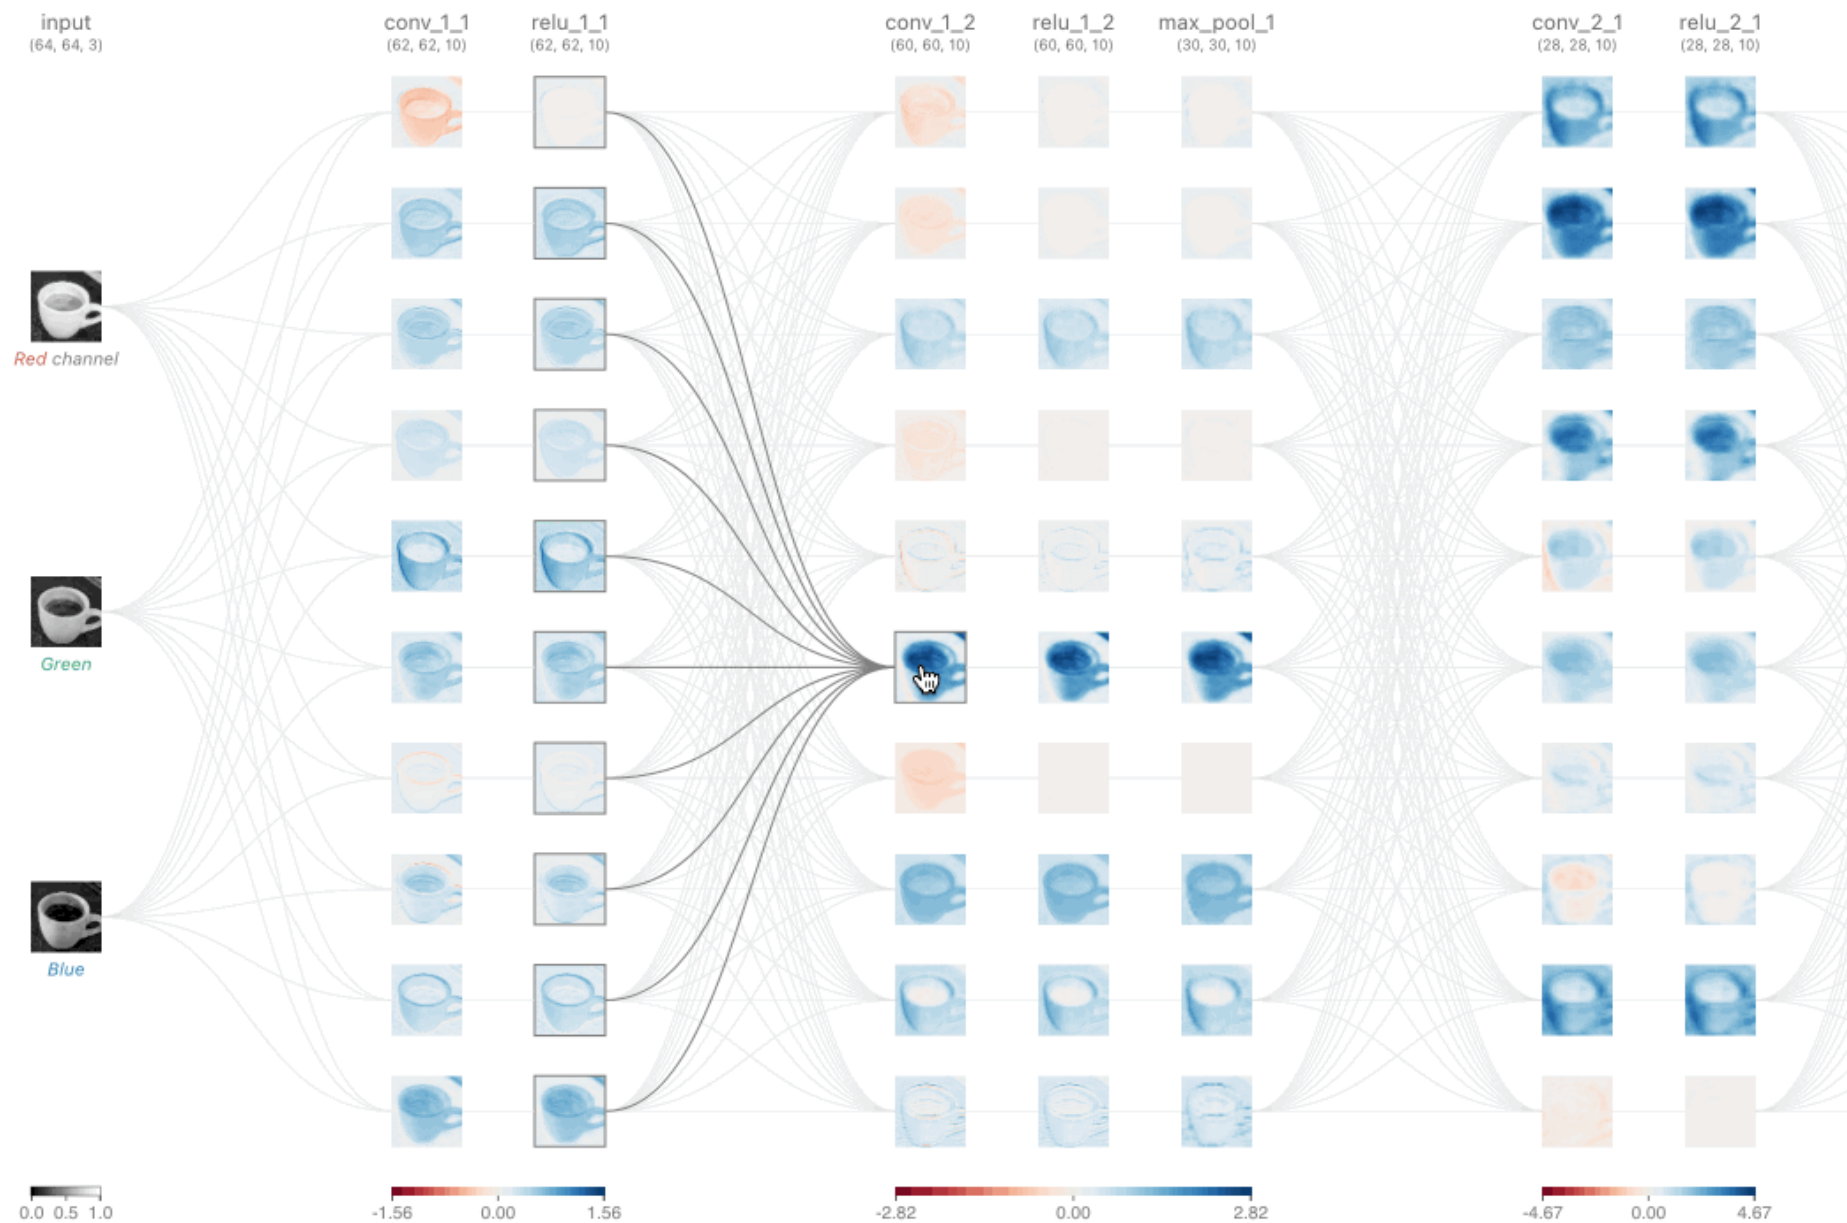 input
(64, 64, 3)
conv_1_1
(62, 62, 10)
relu_1_1
(62, 62, 10)
conv_1_2
(60, 60, 10)
relu_1_2
(60, 60, 10)
max_pool_1
(30, 30, 10)
conv_2_1
(28, 28, 10)
relu_2_1
(28, 28, 10)
Red channel
Green
Blue
0.0 0.5 1.0
-1.56 0.00 1.56
-2.82 0.00 2.82
-4.67 0.00 4.67